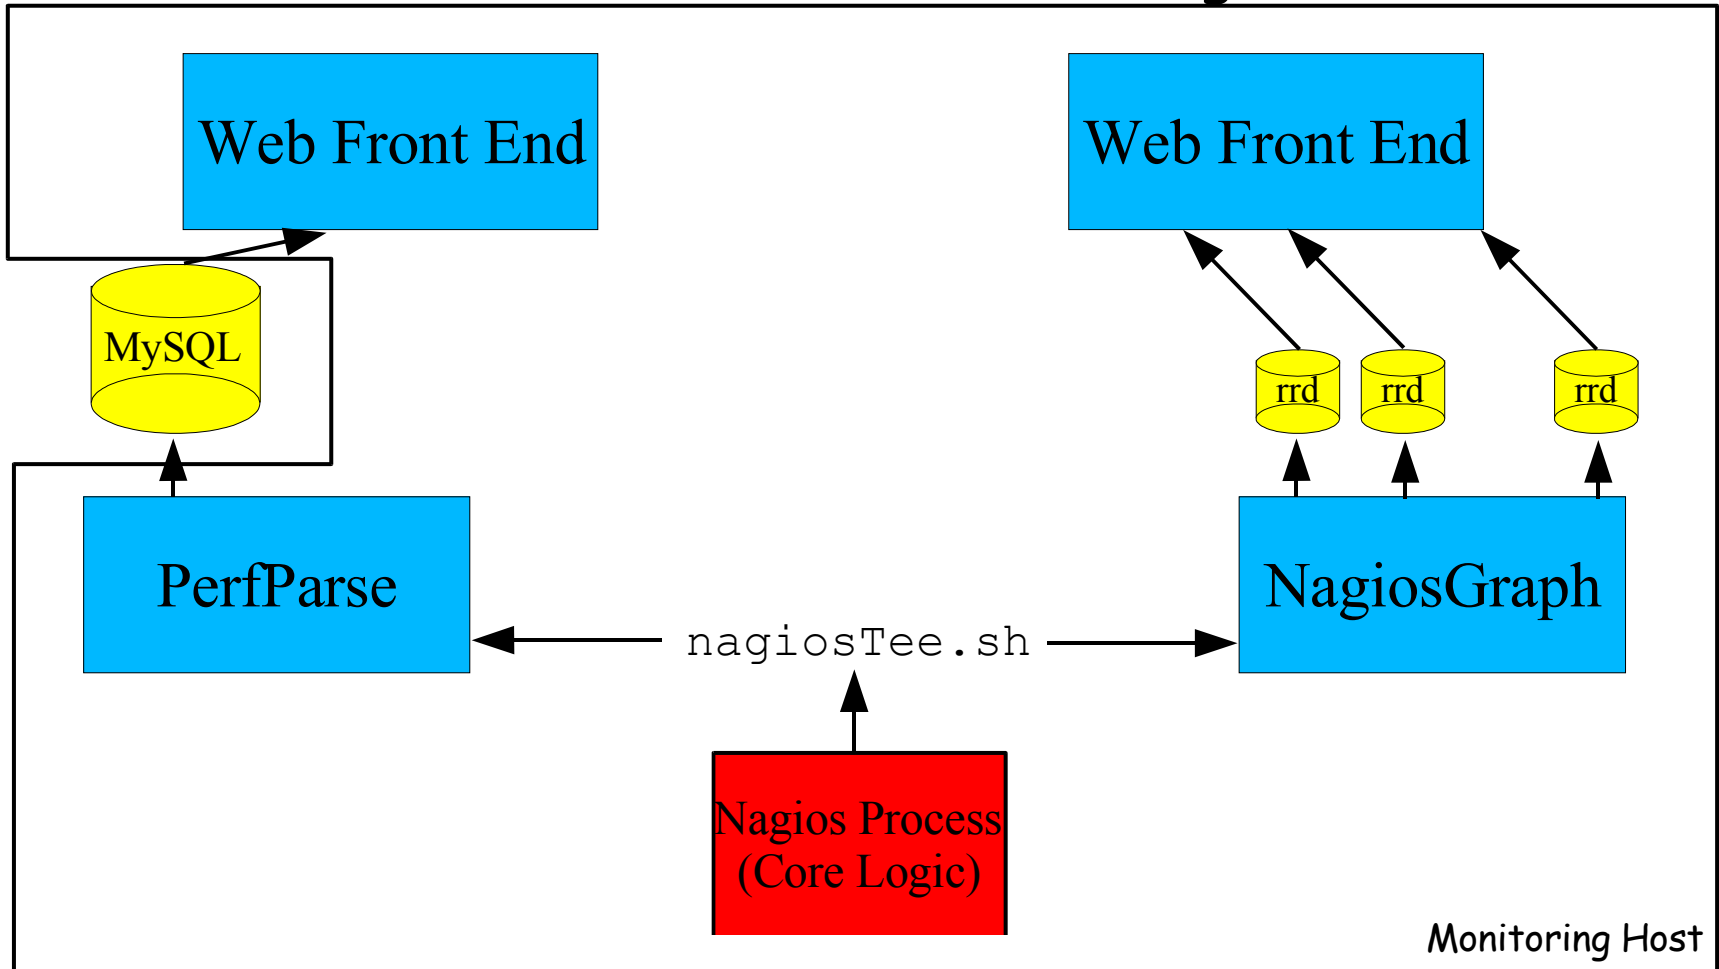 Web Front End
Web Front End
MySQL
rrd
rrd
rrd
PerfParse
NagiosGraph
nagiosTee.sh
Nagios Process
(Core Logic)
Monitoring Host